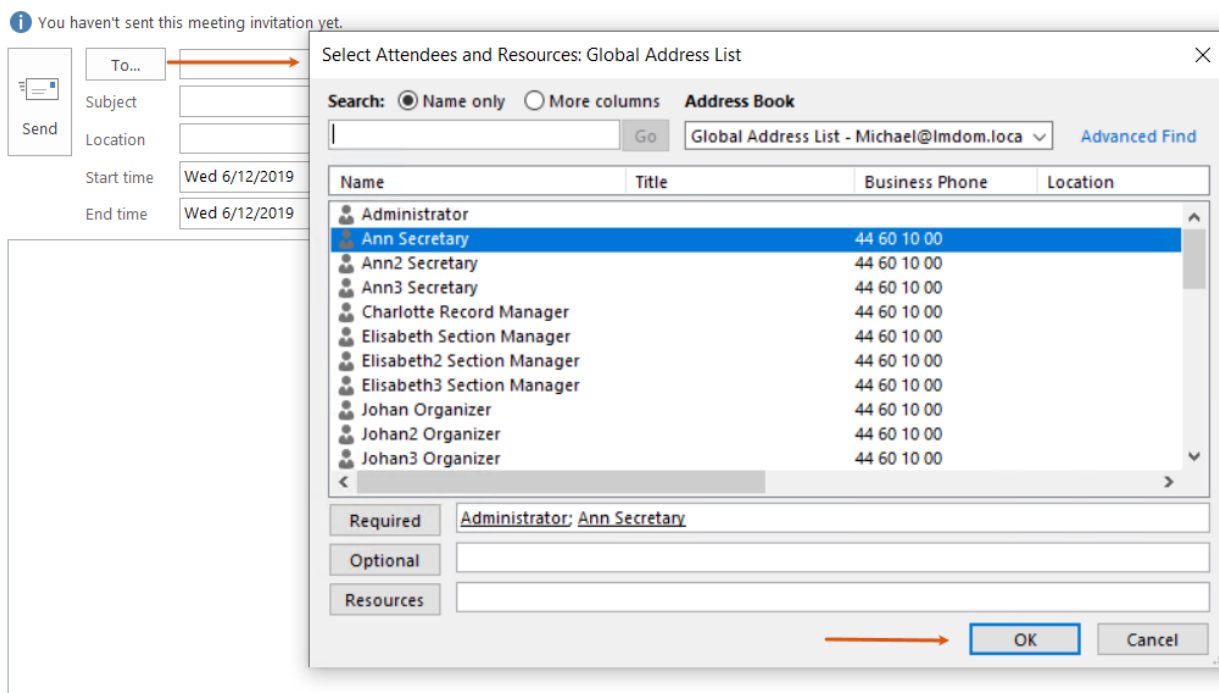 You haven't sent this meeting invitation yet.
Send
To...
Subject
Location
Start time Wed 6/12/2019
End time Wed 6/12/2019
Select Attendees and Resources: Global Address List
Search: Name only More columns Address Book
Go Global Address List - Michael@lmdom.loca Advanced Find
Name Title Business Phone Location
Administrator
Ann Secretary 44 60 10 00
Ann2 Secretary 44 60 10 00
Ann3 Secretary 44 60 10 00
Charlotte Record Manager 44 60 10 00
Elisabeth Section Manager 44 60 10 00
Elisabeth2 Section Manager 44 60 10 00
Elisabeth3 Section Manager 44 60 10 00
Johan Organizer 44 60 10 00
Johan2 Organizer 44 60 10 00
Johan3 Organizer 44 60 10 00
Required Administrator; Ann Secretary
Optional
Resources
OK Cancel